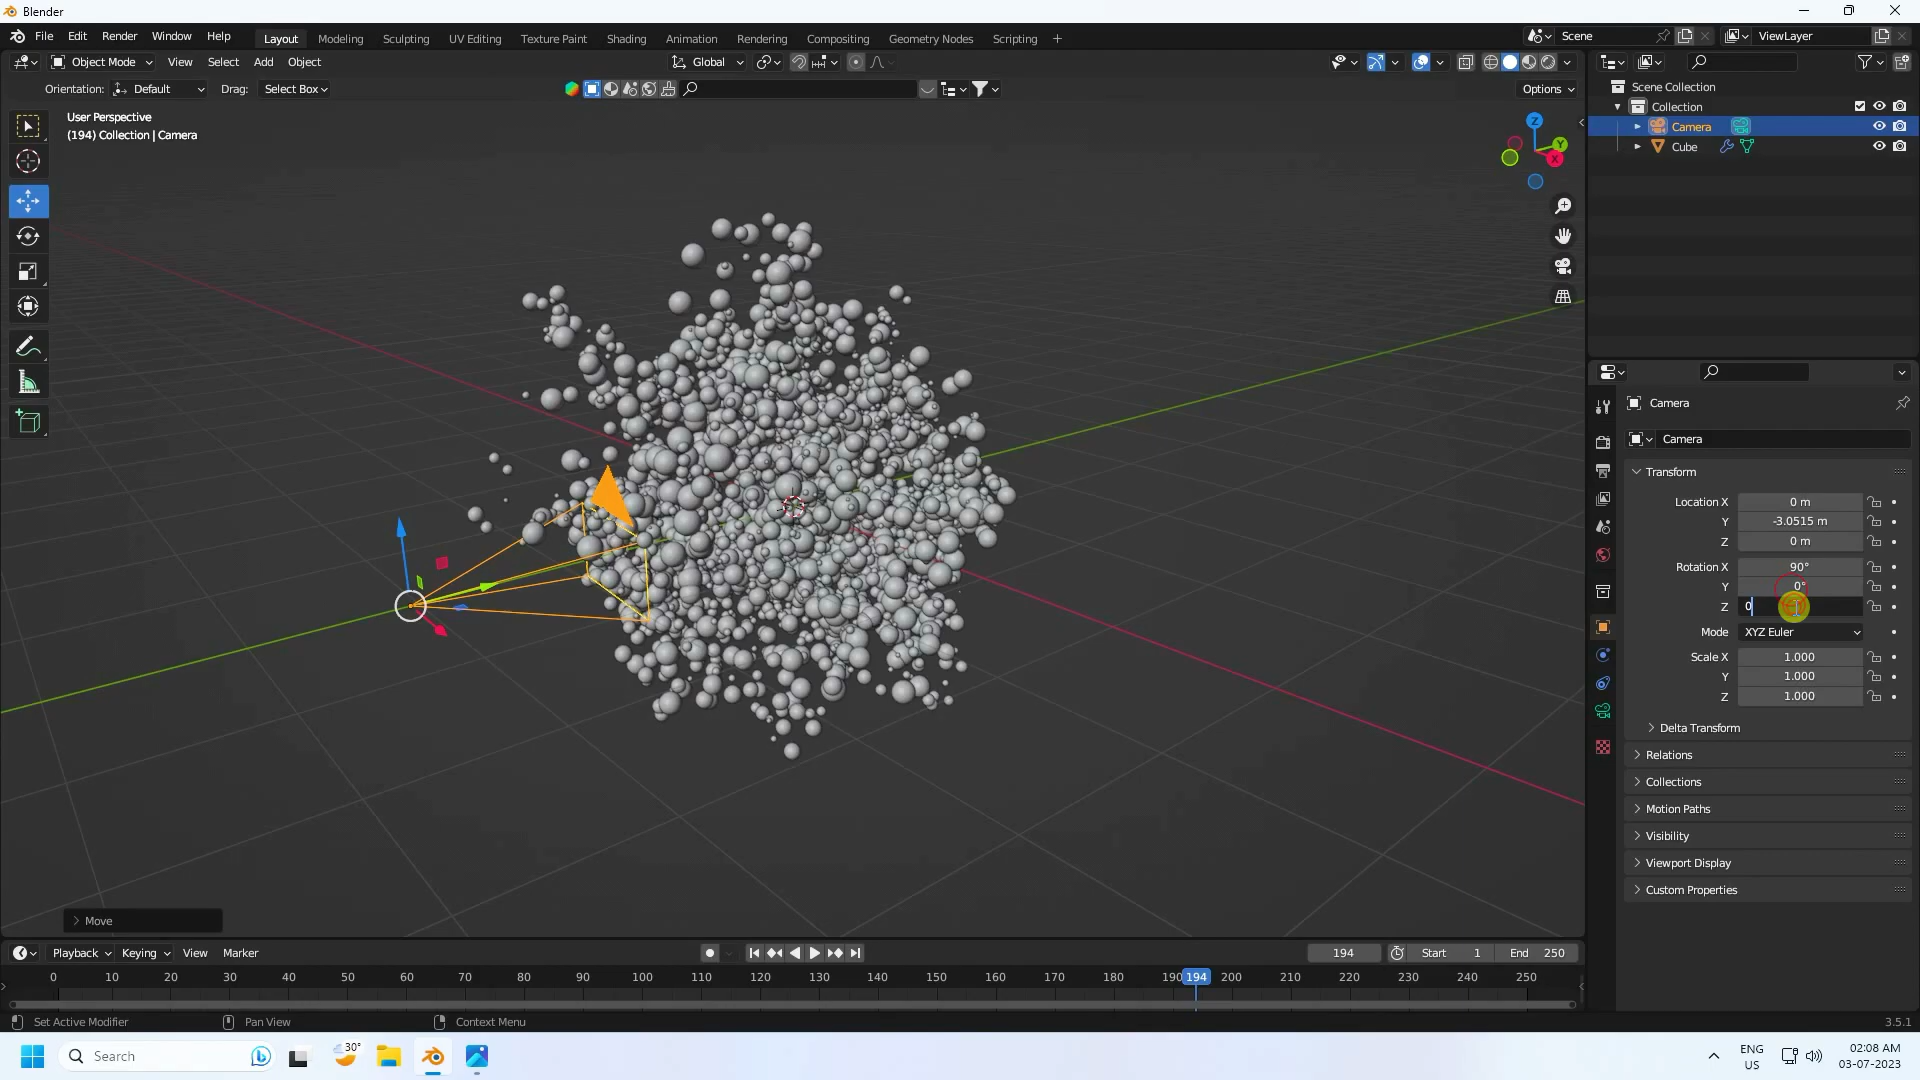 Blender
File Edit Render Window Help Layout Modeling Sculpting UV Editing Texture Paint Shading Animation Rendering Compositing Geometry Nodes Scripting + Scene ViewLayer
Object Mode View Select Add Object Global
Orientation: Default Drag: Select Box Options
Scene Collection
Collection
Camera
Cube
User Perspective
(194) Collection | Camera
Z
Y
X
Camera
Camera
Transform
Location X 0 m
Y -3.0515 m
Z 0 m
Rotation X 90°
Y 0°
Z 0
Mode XYZ Euler
Scale X 1.000
Y 1.000
Z 1.000
Delta Transform
Relations
Collections
Motion Paths
Visibility
Viewport Display
Custom Properties
Move
Playback Keying View Marker 194 Start 1 End 250
0 10 20 30 40 50 60 70 80 90 100 110 120 130 140 150 160 170 180 190 194 200 210 220 230 240 250
Set Active Modifier Pan View Context Menu 3.5.1
Search 30° ENG US 02:08 AM 03-07-2023